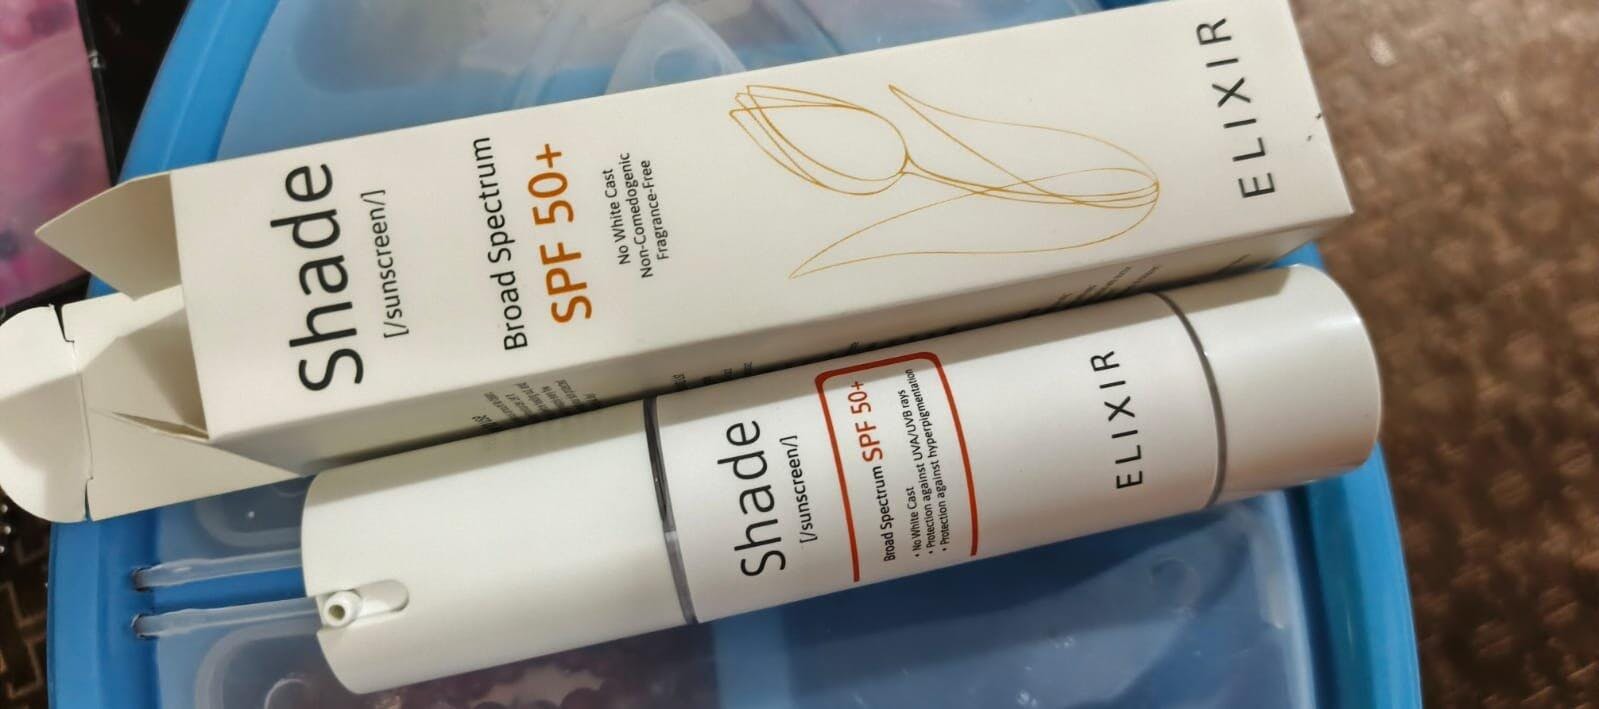 Shade
[/sunscreen/]
Broad Spectrum
SPF 50+
No White Cast
Non-Comedogenic
Fragrance-Free
ELIXIR
Shade
[/sunscreen/]
Broad Spectrum SPF 50+
• No White Cast
• Protection against UVA/UVB rays
• Protection against hyperpigmentation
ELIXIR